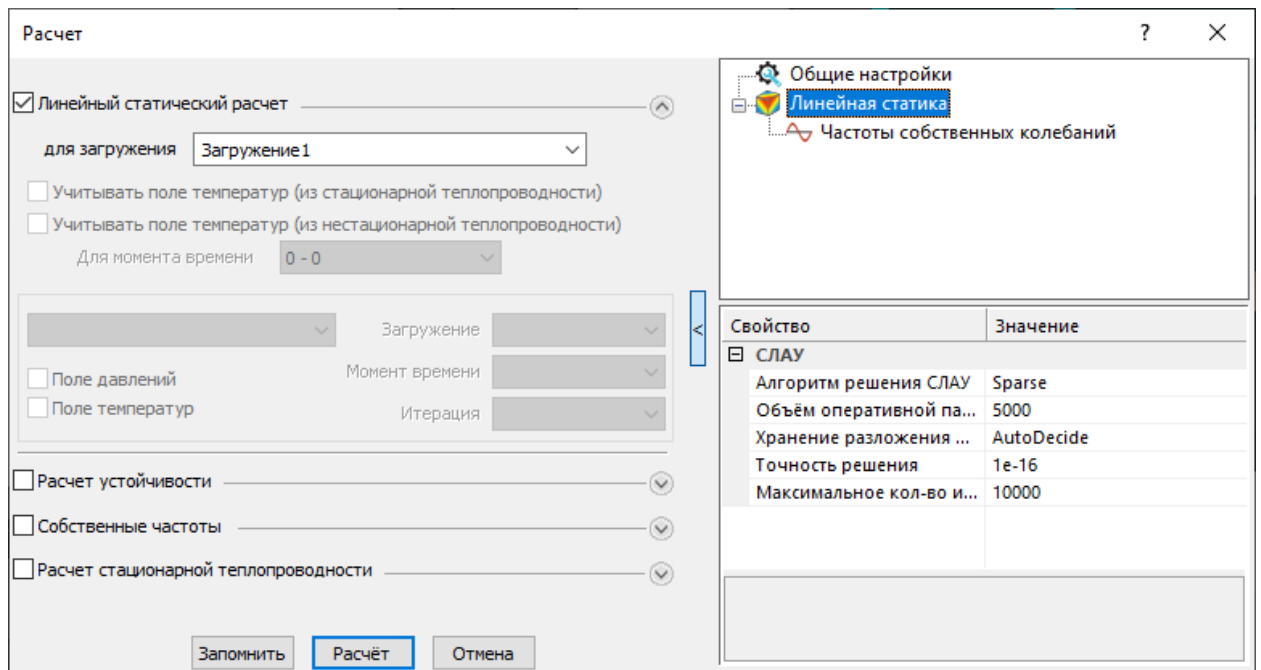 Расчет
?
Линейный статический расчет
для загружения Загружение1
Учитывать поле температур (из стационарной теплопроводности)
Учитывать поле температур (из нестационарной теплопроводности)
Для момента времени 0 - 0
Загружение
Поле давлений
Момент времени
Поле температур
Итерация
Расчет устойчивости
Собственные частоты
Расчет стационарной теплопроводности
Запомнить Расчёт Отмена
<
Общие настройки
Линейная статика
Частоты собственных колебаний
Свойство Значение
СЛАУ
Алгоритм решения СЛАУ Sparse
Объём оперативной па... 5000
Хранение разложения ... AutoDecide
Точность решения 1e-16
Максимальное кол-во и... 10000